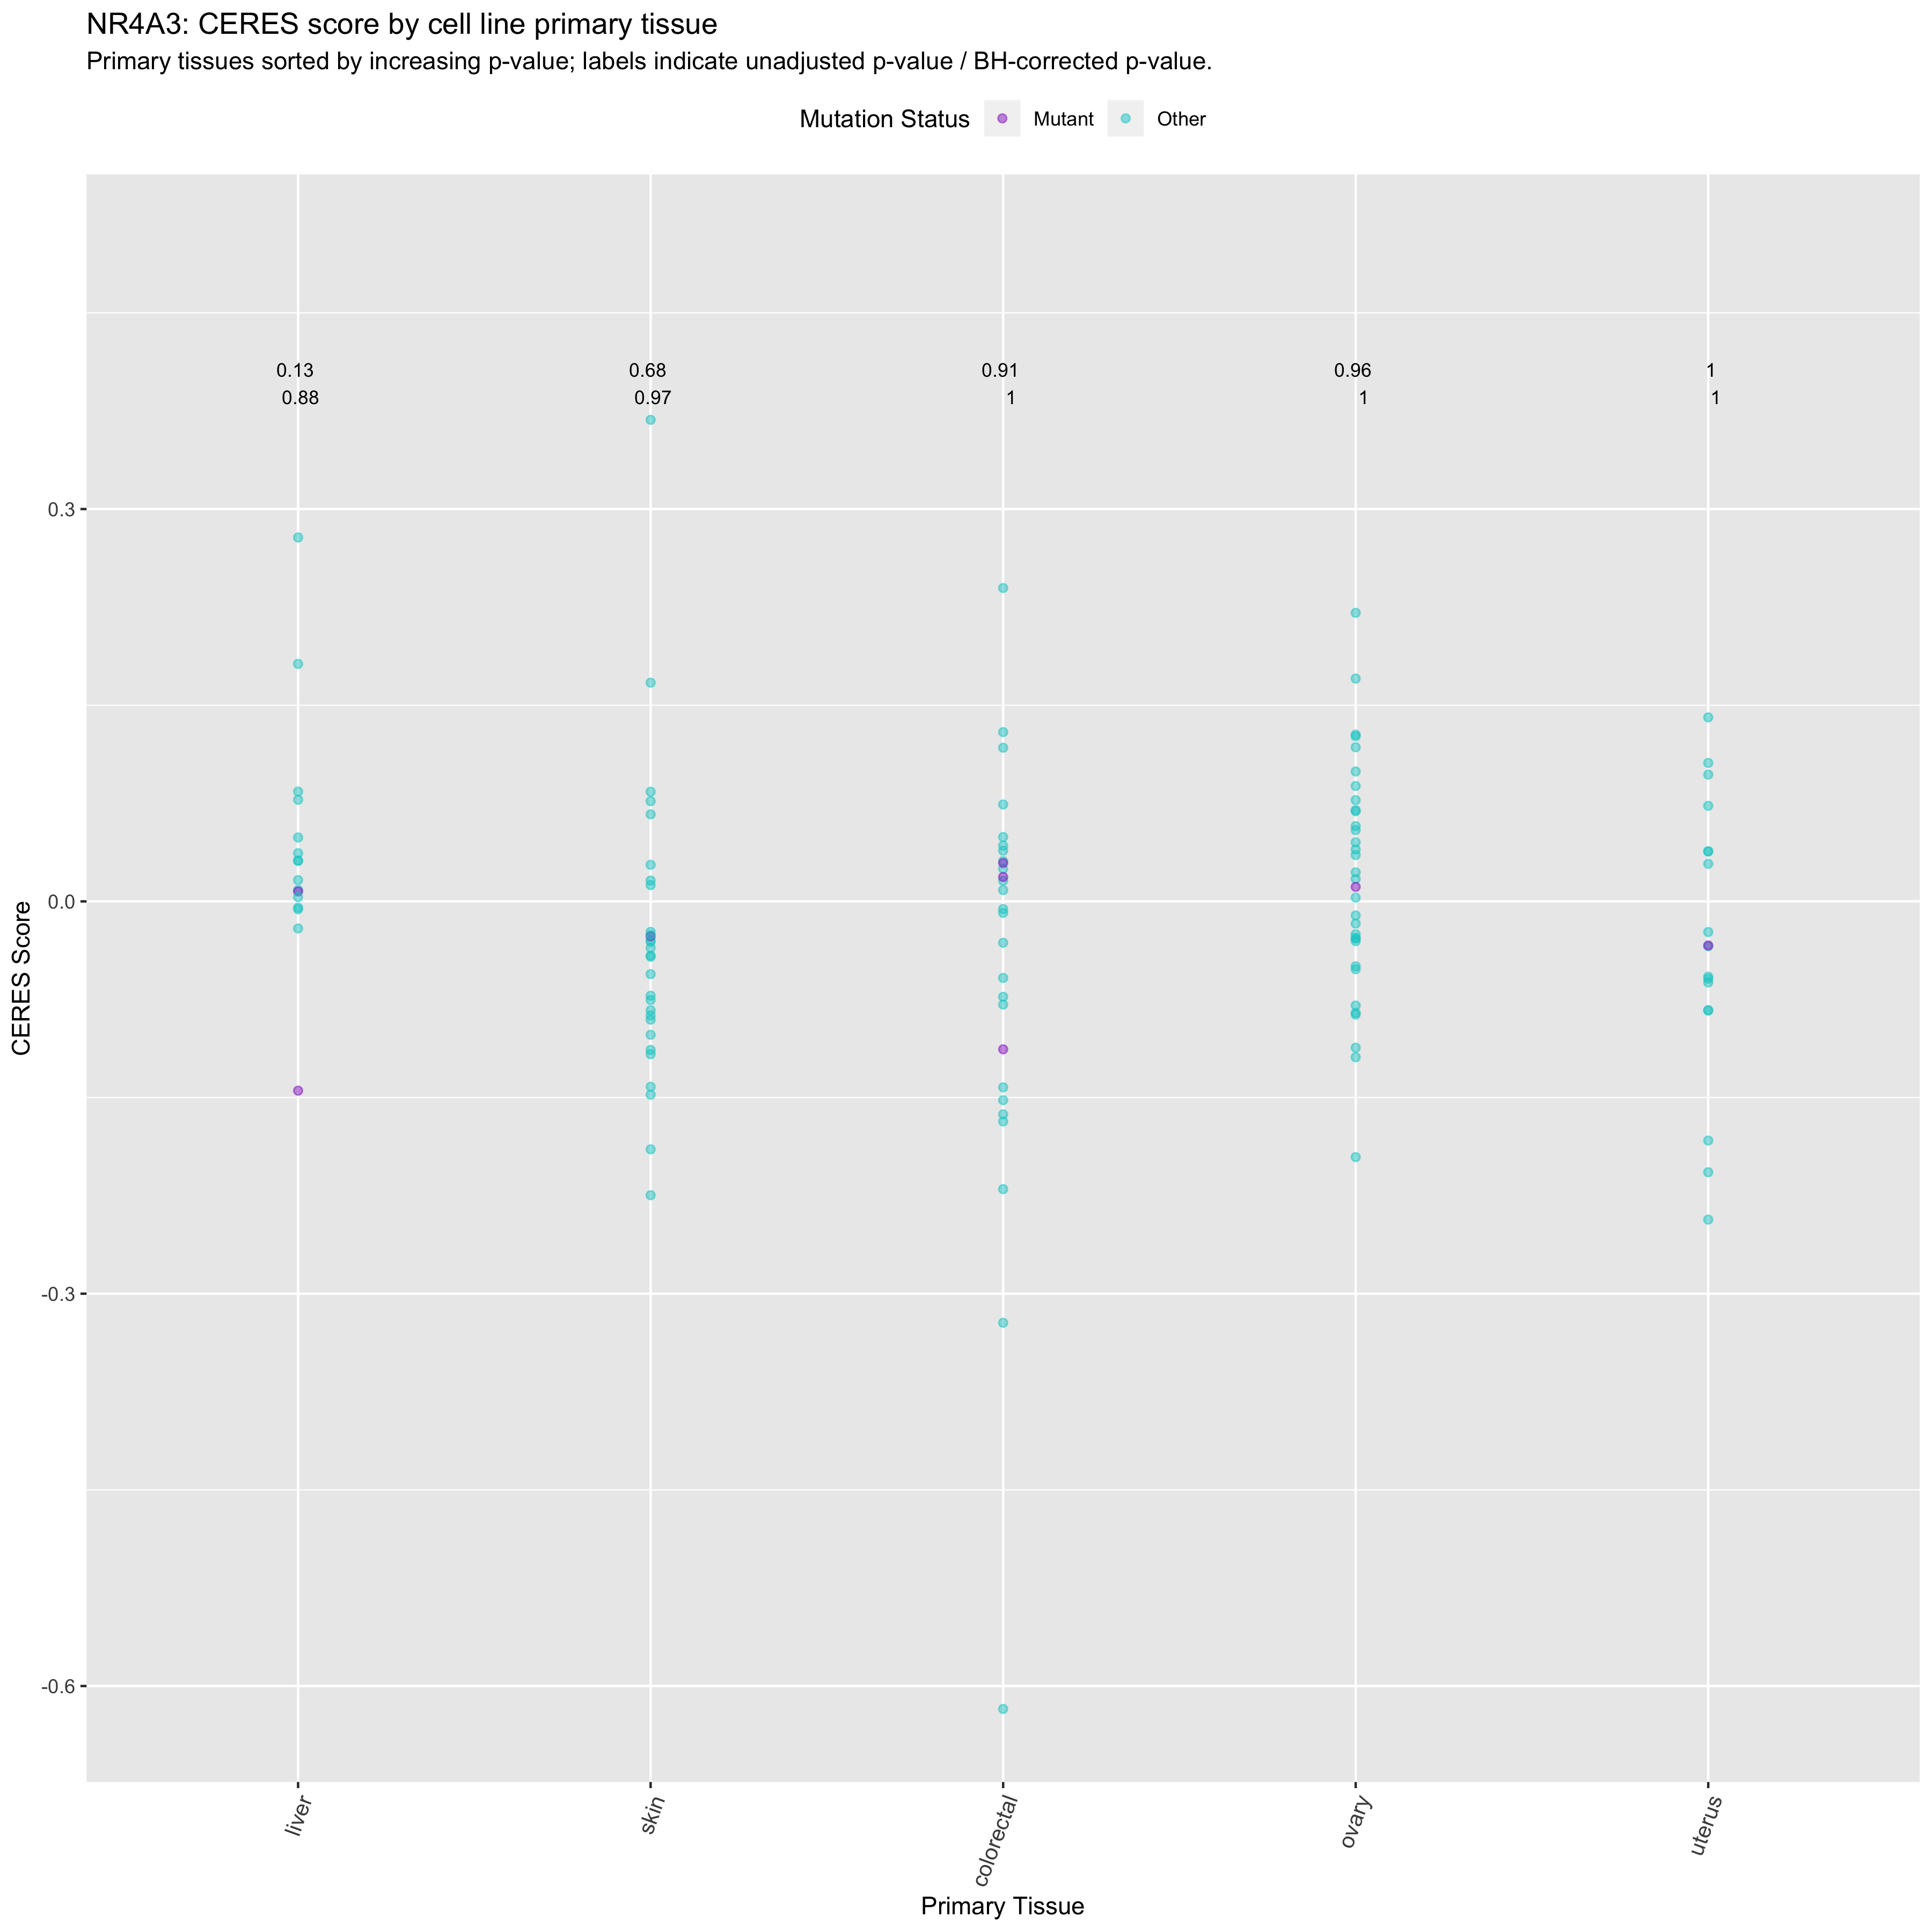 NR4A3: CERES score by cell line primary tissue
Primary tissues sorted by increasing p-value; labels indicate unadjusted p-value / BH-corrected p-value.
Mutation Status Mutant Other
0.13 0.68 0.91 0.96 1
0.88 0.97 1 1 1
0.3
0.0
-0.3
-0.6
CERES Score
liver skin colorectal ovary uterus
Primary Tissue